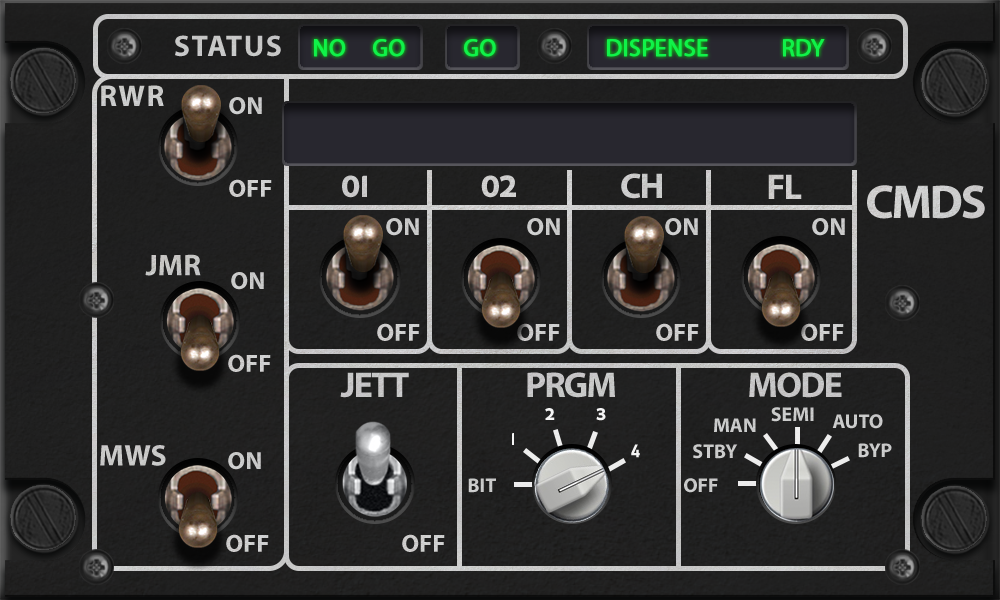 STATUS NO GO GO DISPENSE RDY
RWR ON
OFF
JMR ON
OFF
MWS ON
OFF
01 02 CH FL
ON ON ON ON
OFF OFF OFF OFF
CMDS
JETT
OFF
PRGM
BIT 1 2 3 4
MODE
OFF STBY MAN SEMI AUTO BYP